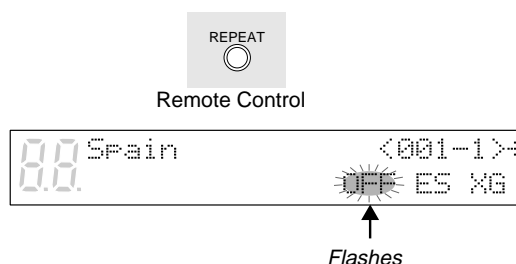 REPEAT
Remote Control
Spain <001-1>
OFF ES XG
Flashes